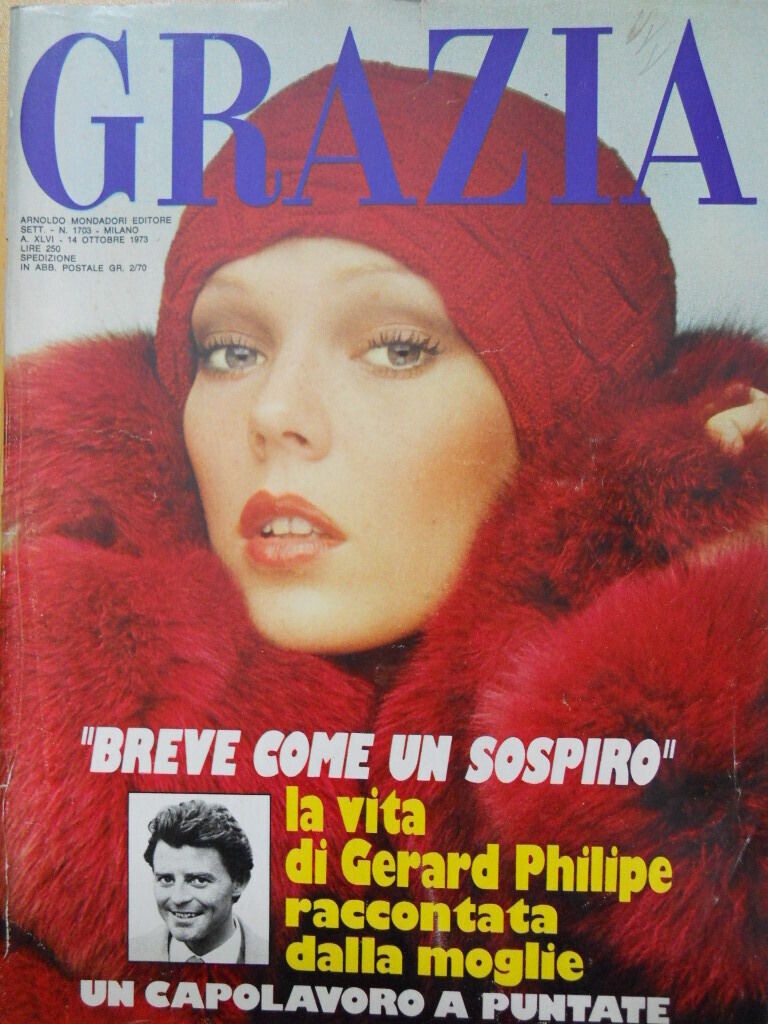 GRAZIA
ARNOLDO MONDADORI EDITORE
SETT. - N. 1703 - MILANO
A. XLVI - 14 OTTOBRE 1973
LIRE 250
SPEDIZIONE
IN ABB. POSTALE GR. 2/70
"BREVE COME UN SOSPIRO"
la vita
di Gerard Philipe
raccontata
dalla moglie
UN CAPOLAVORO A PUNTATE